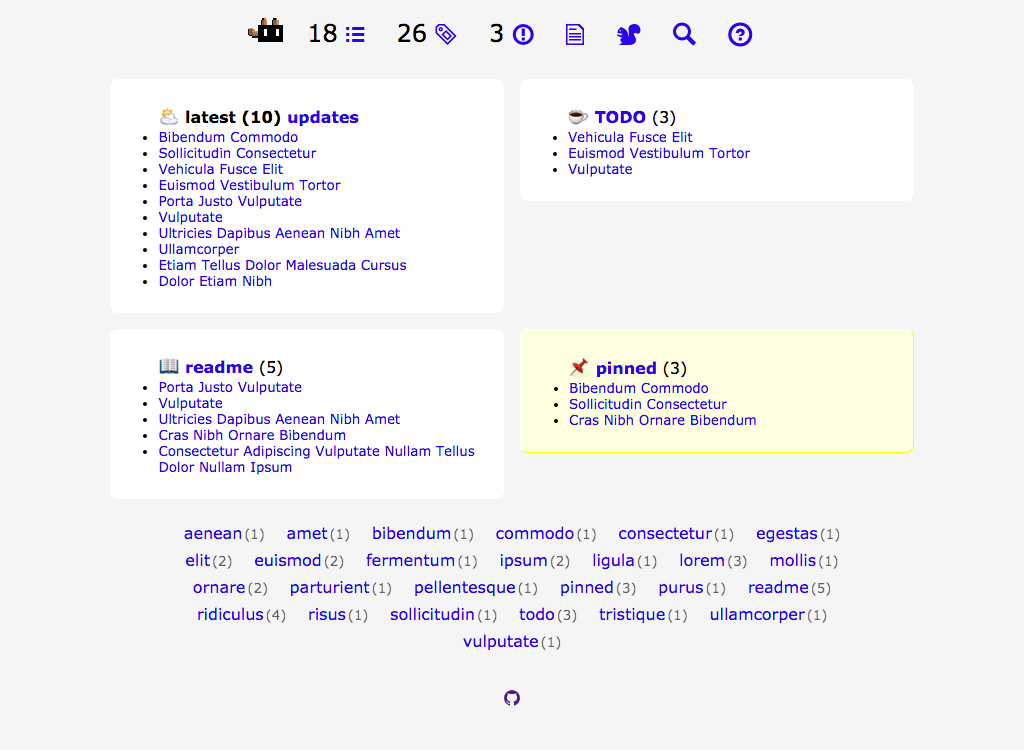 18 26 3
latest (10) updates
Bibendum Commodo
Sollicitudin Consectetur
Vehicula Fusce Elit
Euismod Vestibulum Tortor
Porta Justo Vulputate
Vulputate
Ultricies Dapibus Aenean Nibh Amet
Ullamcorper
Etiam Tellus Dolor Malesuada Cursus
Dolor Etiam Nibh
TODO (3)
Vehicula Fusce Elit
Euismod Vestibulum Tortor
Vulputate
readme (5)
Porta Justo Vulputate
Vulputate
Ultricies Dapibus Aenean Nibh Amet
Cras Nibh Ornare Bibendum
Consectetur Adipiscing Vulputate Nullam Tellus
Dolor Nullam Ipsum
pinned (3)
Bibendum Commodo
Sollicitudin Consectetur
Cras Nibh Ornare Bibendum
aenean(1) amet(1) bibendum(1) commodo(1) consectetur(1) egestas(1)
elit(2) euismod(2) fermentum(1) ipsum(2) ligula(1) lorem(3) mollis(1)
ornare(2) parturient(1) pellentesque(1) pinned(3) purus(1) readme(5)
ridiculus(4) risus(1) sollicitudin(1) todo(3) tristique(1) ullamcorper(1)
vulputate(1)